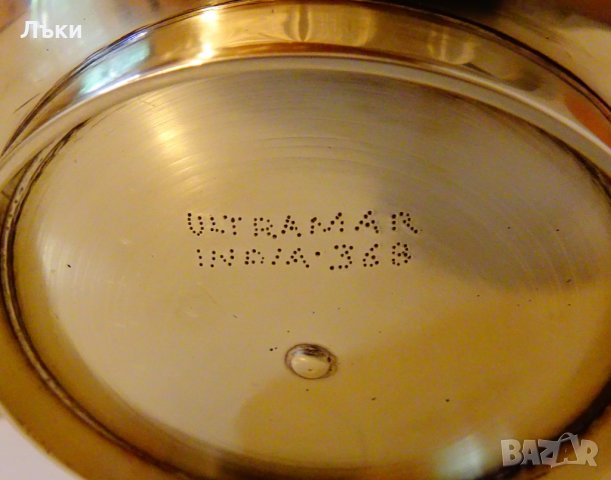 Лъки
ULTRAMAR
INDIA·368
BAZAR